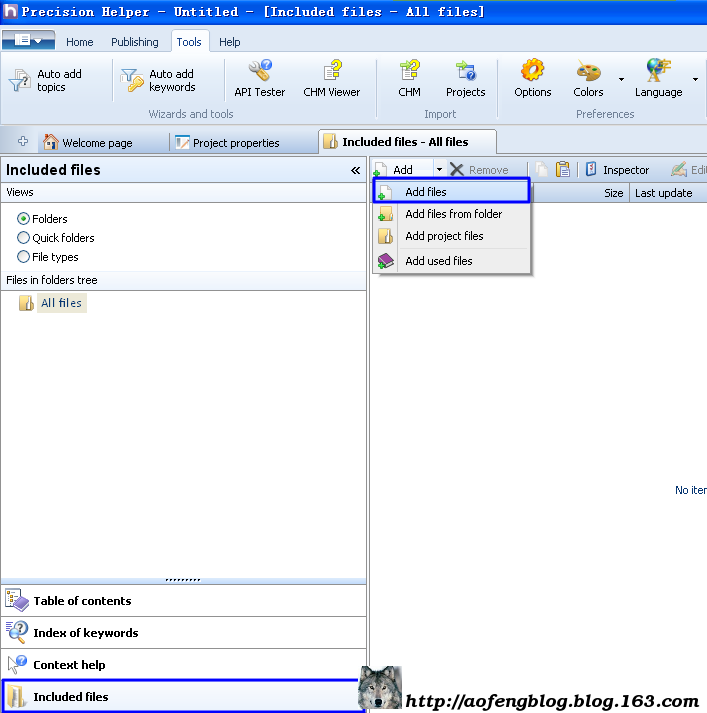 Precision Helper - Untitled - [Included files - All files]
Home Publishing Tools Help
Auto add topics
Auto add keywords
API Tester
CHM Viewer
CHM
Projects
Options
Colors
Language
Wizards and tools
Import
Preferences
Welcome page
Project properties
Included files - All files
Included files «
Add
Remove
Inspector
Edi
Views
Add files
Size
Last update
Folders
Add files from folder
Quick folders
Add project files
File types
Add used files
Files in folders tree
All files
No iter
Table of contents
Index of keywords
Context help
Included files
http://aofengblog.blog.163.com